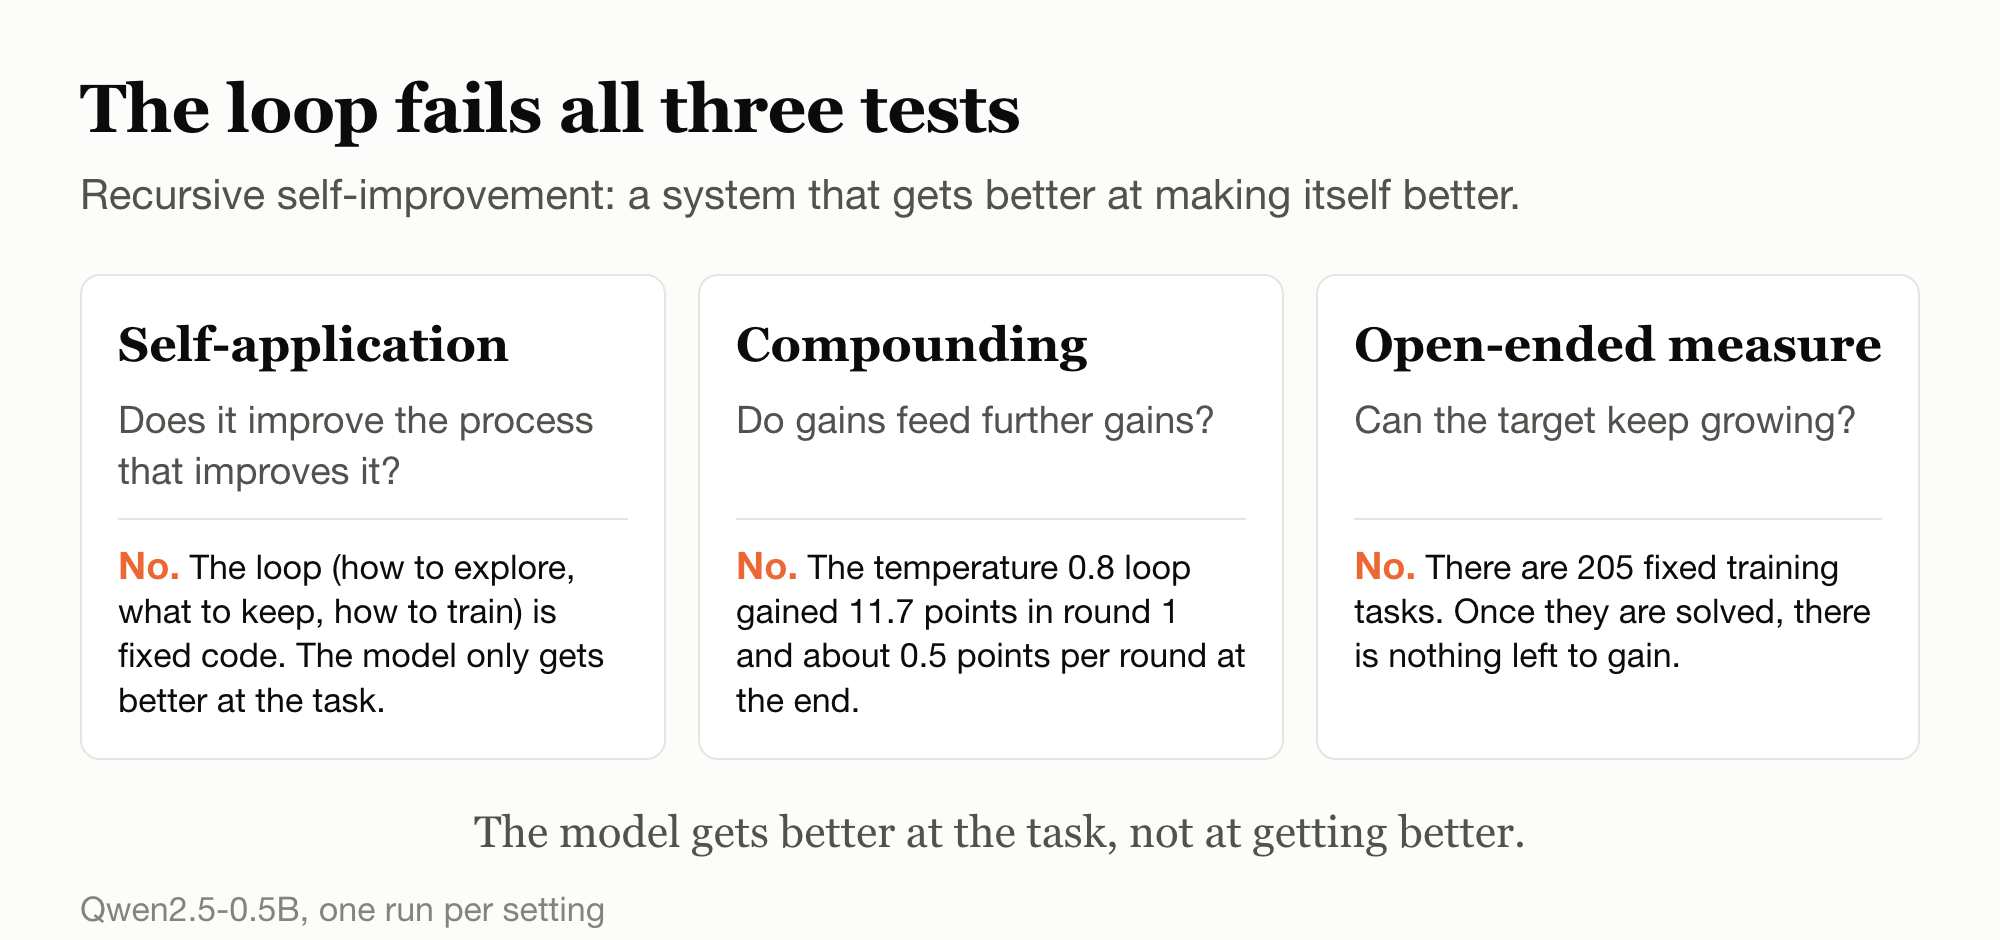 The loop fails all three tests
Recursive self-improvement: a system that gets better at making itself better.
Self-application
Does it improve the process
that improves it?
No. The loop (how to explore,
what to keep, how to train) is
fixed code. The model only gets
better at the task.
Compounding
Do gains feed further gains?
No. The temperature 0.8 loop
gained 11.7 points in round 1
and about 0.5 points per round at
the end.
Open-ended measure
Can the target keep growing?
No. There are 205 fixed training
tasks. Once they are solved, there
is nothing left to gain.
The model gets better at the task, not at getting better.
Qwen2.5-0.5B, one run per setting